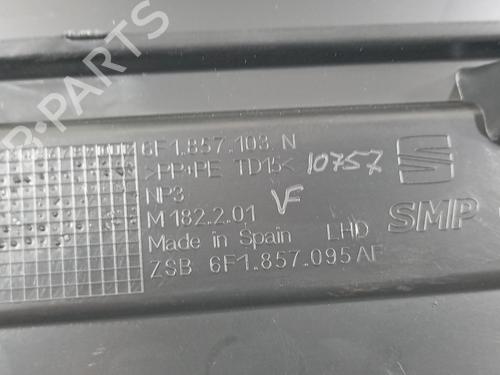 6F1.857.103 N
>PP+PE TD15< 10757
NP3
M 182.2.01 VF
SMP
Made in Spain LHD
ZSB 6F1.857.095 AF
B-PARTS